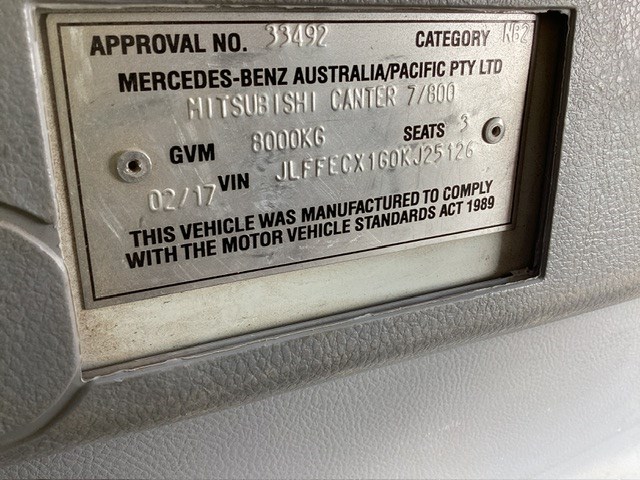 APPROVAL NO. 33492 CATEGORY NB2
MERCEDES-BENZ AUSTRALIA/PACIFIC PTY LTD
MITSUBISHI CANTER 7/800
GVM 8000KG SEATS 3
02/17 VIN JLFFECX1G0KJ25126
THIS VEHICLE WAS MANUFACTURED TO COMPLY
WITH THE MOTOR VEHICLE STANDARDS ACT 1989